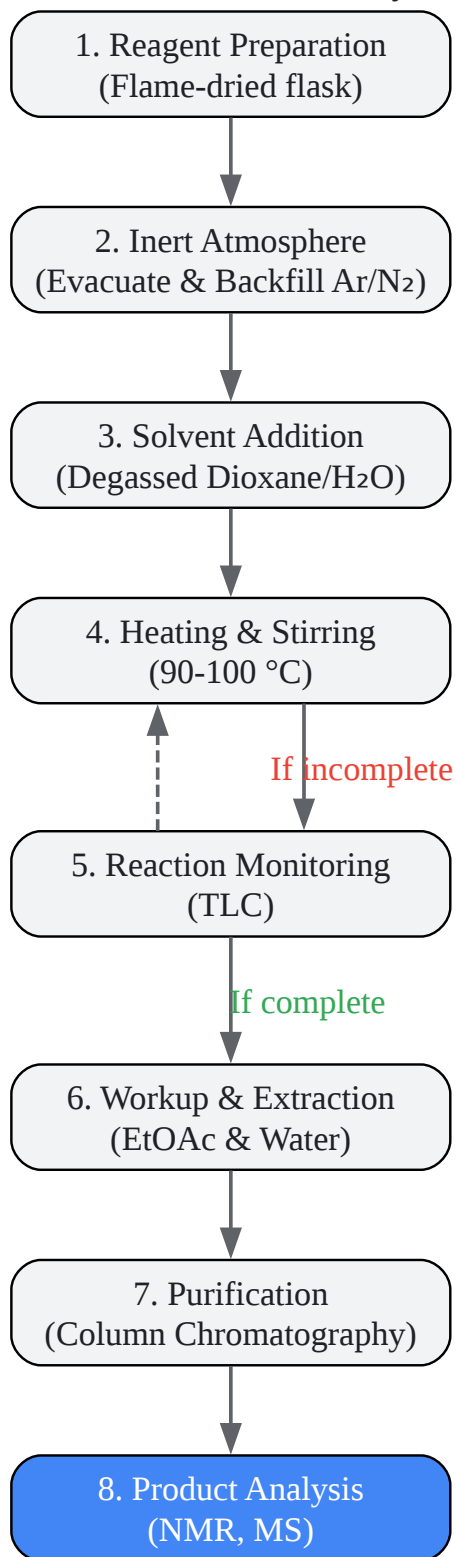 1. Reagent Preparation
(Flame-dried flask)
2. Inert Atmosphere
(Evacuate & Backfill Ar/N₂)
3. Solvent Addition
(Degassed Dioxane/H₂O)
4. Heating & Stirring
(90-100 °C)
If incomplete
5. Reaction Monitoring
(TLC)
If complete
6. Workup & Extraction
(EtOAc & Water)
7. Purification
(Column Chromatography)
8. Product Analysis
(NMR, MS)